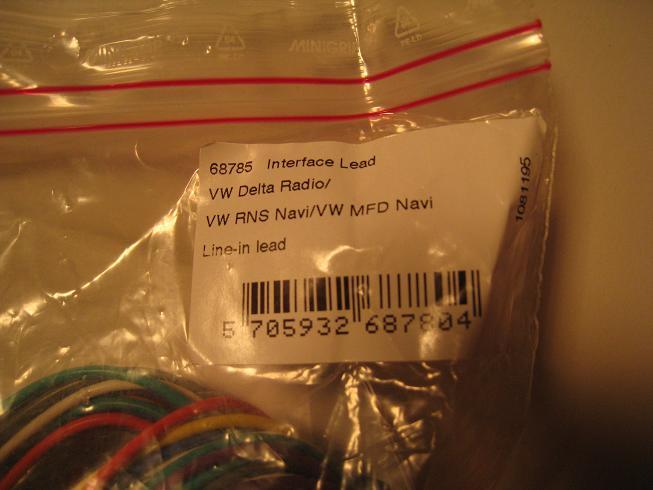 MINIGRIP
68785 Interface Lead
VW Delta Radio/
VW RNS Navi/VW MFD Navi
Line-in lead
1081195
5 705932 687804